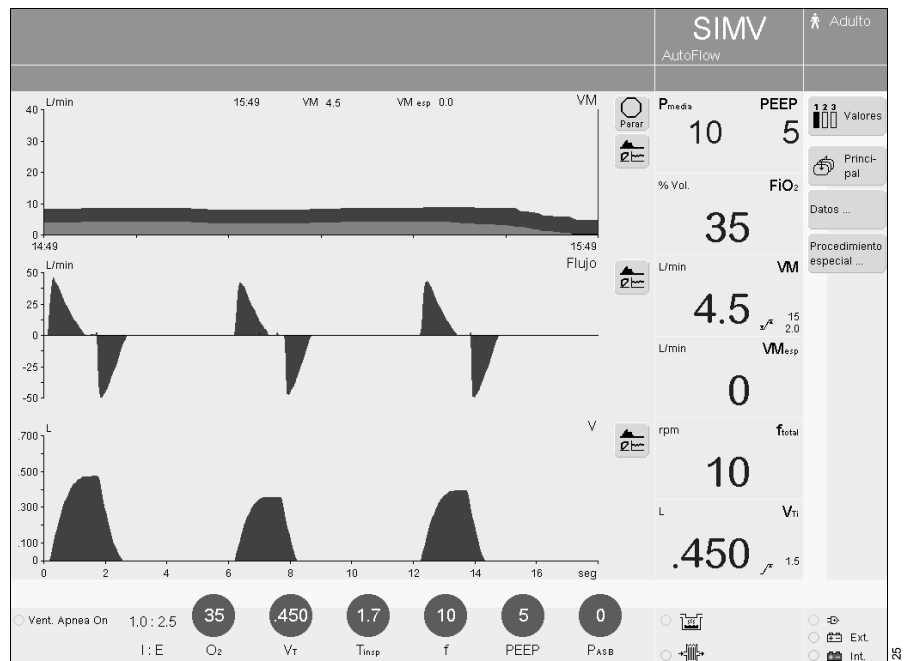 SIMV
AutoFlow
Adulto
L/min 15:49 VM 4.5 VM esp 0.0 VM
40
30
20
10
0
14:49 15:49
Parar
L/min Flujo
50
25
0
-25
-50
L V
.700
.500
.300
.100
0
0 2 4 6 8 10 12 14 16 seg
Pmedia PEEP
10 5
% Vol. FiO2
35
L/min VM
4.5 15
2.0
L/min VMesp
0
rpm ftotal
10
L VTi
.450 1.5
1 2 3 Valores
Princi-
pal
Datos ...
Procedimiento
especial ...
Vent. Apnea On 1.0 : 2.5 35 .450 1.7 10 5 0
I : E O2 VT Tinsp f PEEP PASB
Ext.
Int.
25